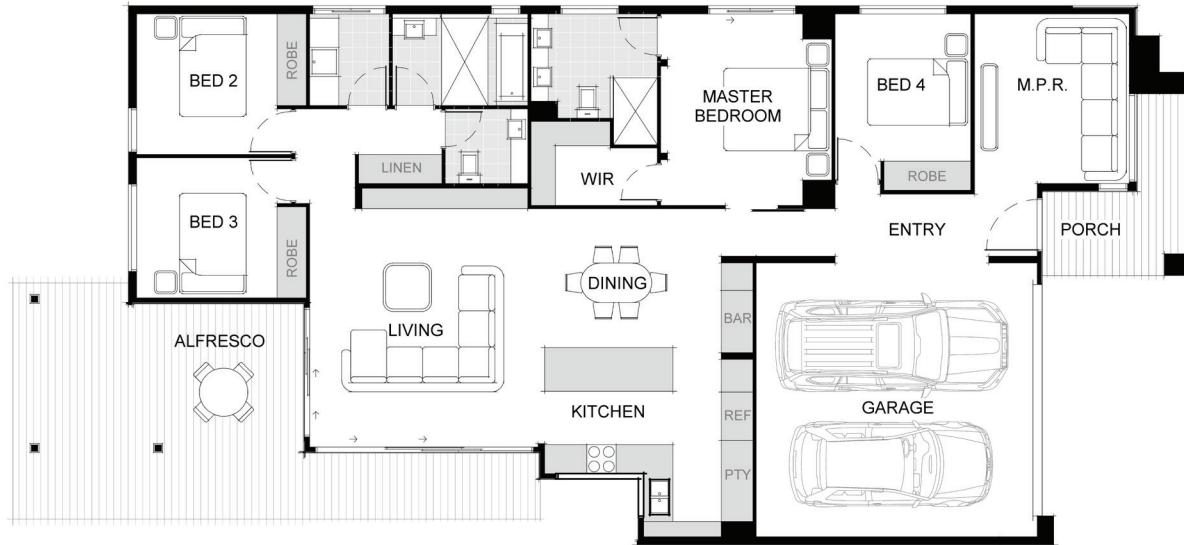 BED 2
ROBE
MASTER
BEDROOM
BED 4
M.P.R.
LINEN
WIR
ROBE
BED 3
ROBE
ENTRY
PORCH
DINING
BAR
ALFRESCO
LIVING
KITCHEN
REF
GARAGE
PTY